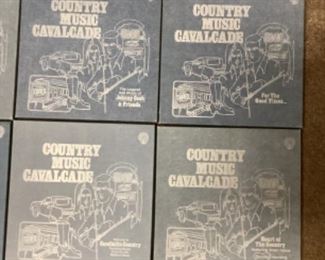 COUNTRY
MUSIC
CAVALCADE
Johnny Cash
& Friends
COUNTRY
MUSIC
CAVALCADE
For The
Good Times...
COUNTRY
MUSIC
CAVALCADE
Country
COUNTRY
MUSIC
CAVALCADE
Heart of
The Country